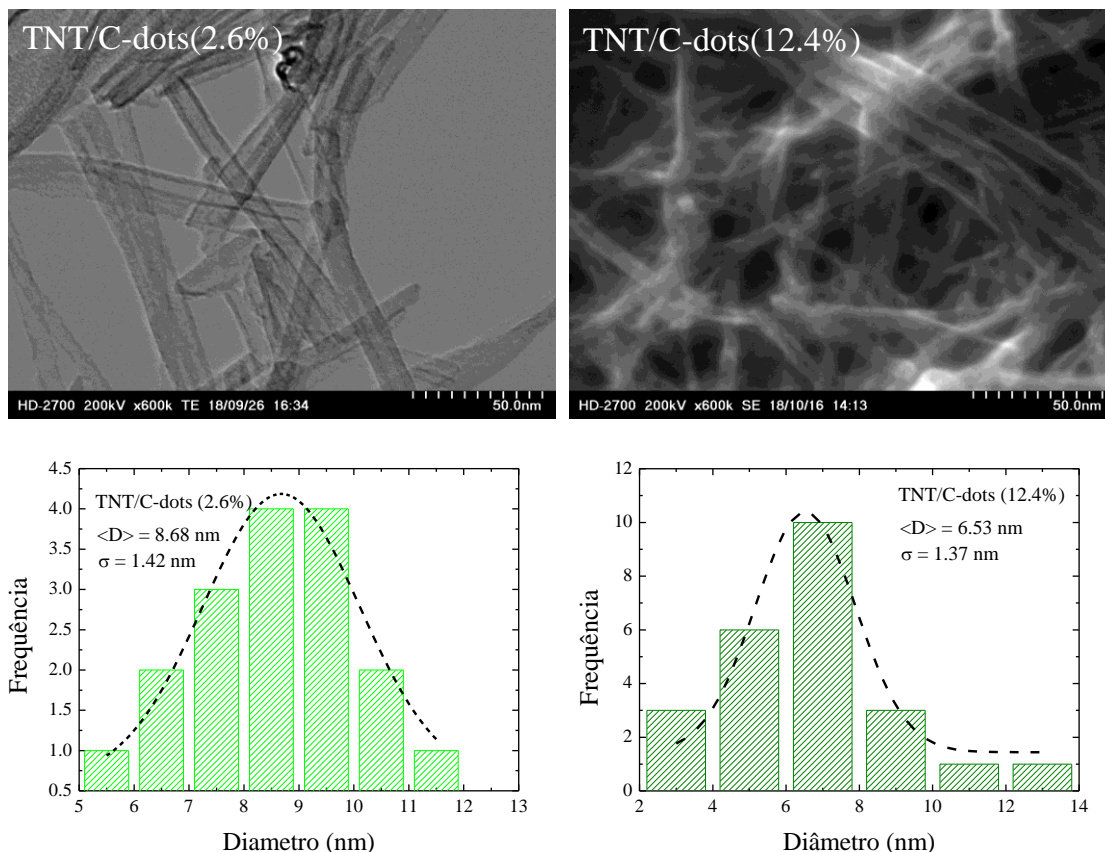 TNT/C-dots(2.6%)
HD-2700 200kV x600k TE 18/09/26 16:34
50.0nm
TNT/C-dots(12.4%)
HD-2700 200kV x600k SE 18/10/16 14:13
50.0nm
4.5
4.0
3.5
3.0
2.5
2.0
1.5
1.0
0.5
Frequência
TNT/C-dots (2.6%)
<D> = 8.68 nm
σ = 1.42 nm
5 6 7 8 9 10 11 12 13
Diametro (nm)
12
10
8
6
4
2
0
Frequência
TNT/C-dots (12.4%)
<D> = 6.53 nm
σ = 1.37 nm
2 4 6 8 10 12 14
Diâmetro (nm)